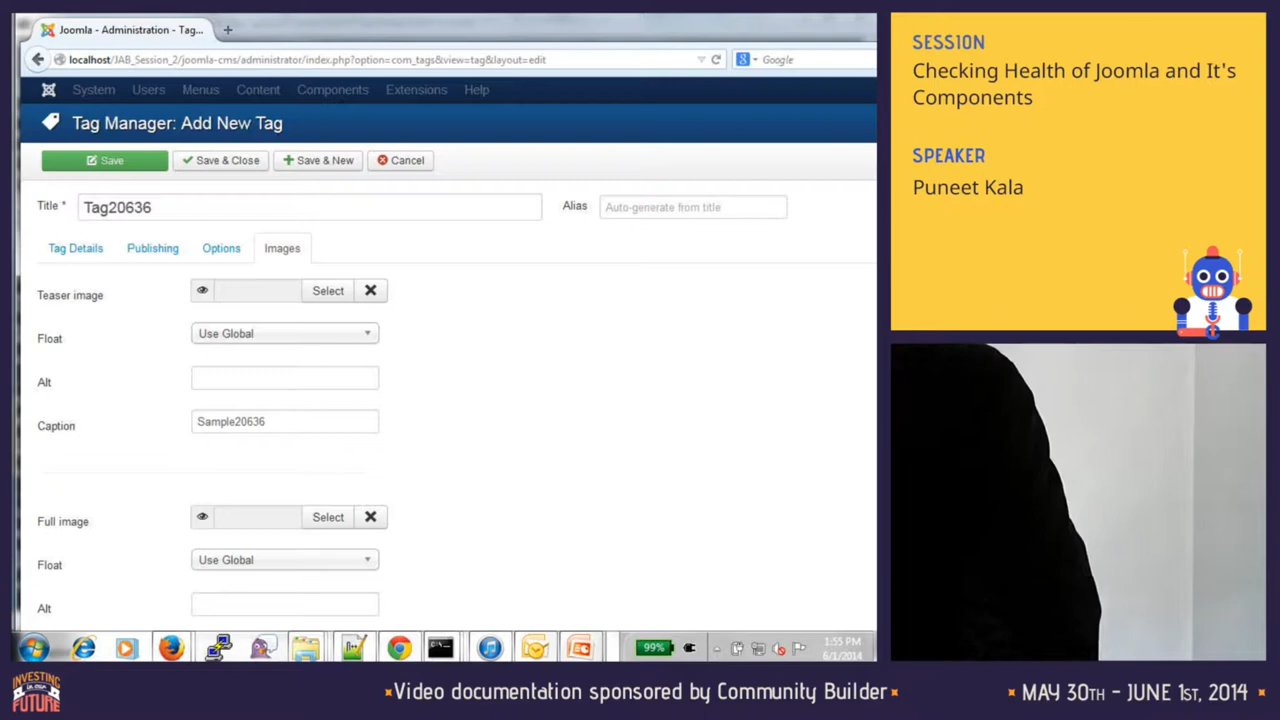 Joomla - Administration - Tag...
localhost/JAB_Session_2/joomla-cms/administrator/index.php?option=com_tags&view=tag&layout=edit
Google
System Users Menus Content Components Extensions Help
Tag Manager: Add New Tag
Save Save & Close Save & New Cancel
Title * Tag20636 Alias Auto-generate from title
Tag Details Publishing Options Images
Teaser image Select
Float Use Global
Alt
Caption Sample20636
Full image Select
Float Use Global
Alt
99% 1:55 PM
6/1/2014
SESSION
Checking Health of Joomla and It's
Components
SPEAKER
Puneet Kala
INVESTING
IN OUR
FUTURE
Video documentation sponsored by Community Builder
MAY 30TH - JUNE 1ST, 2014